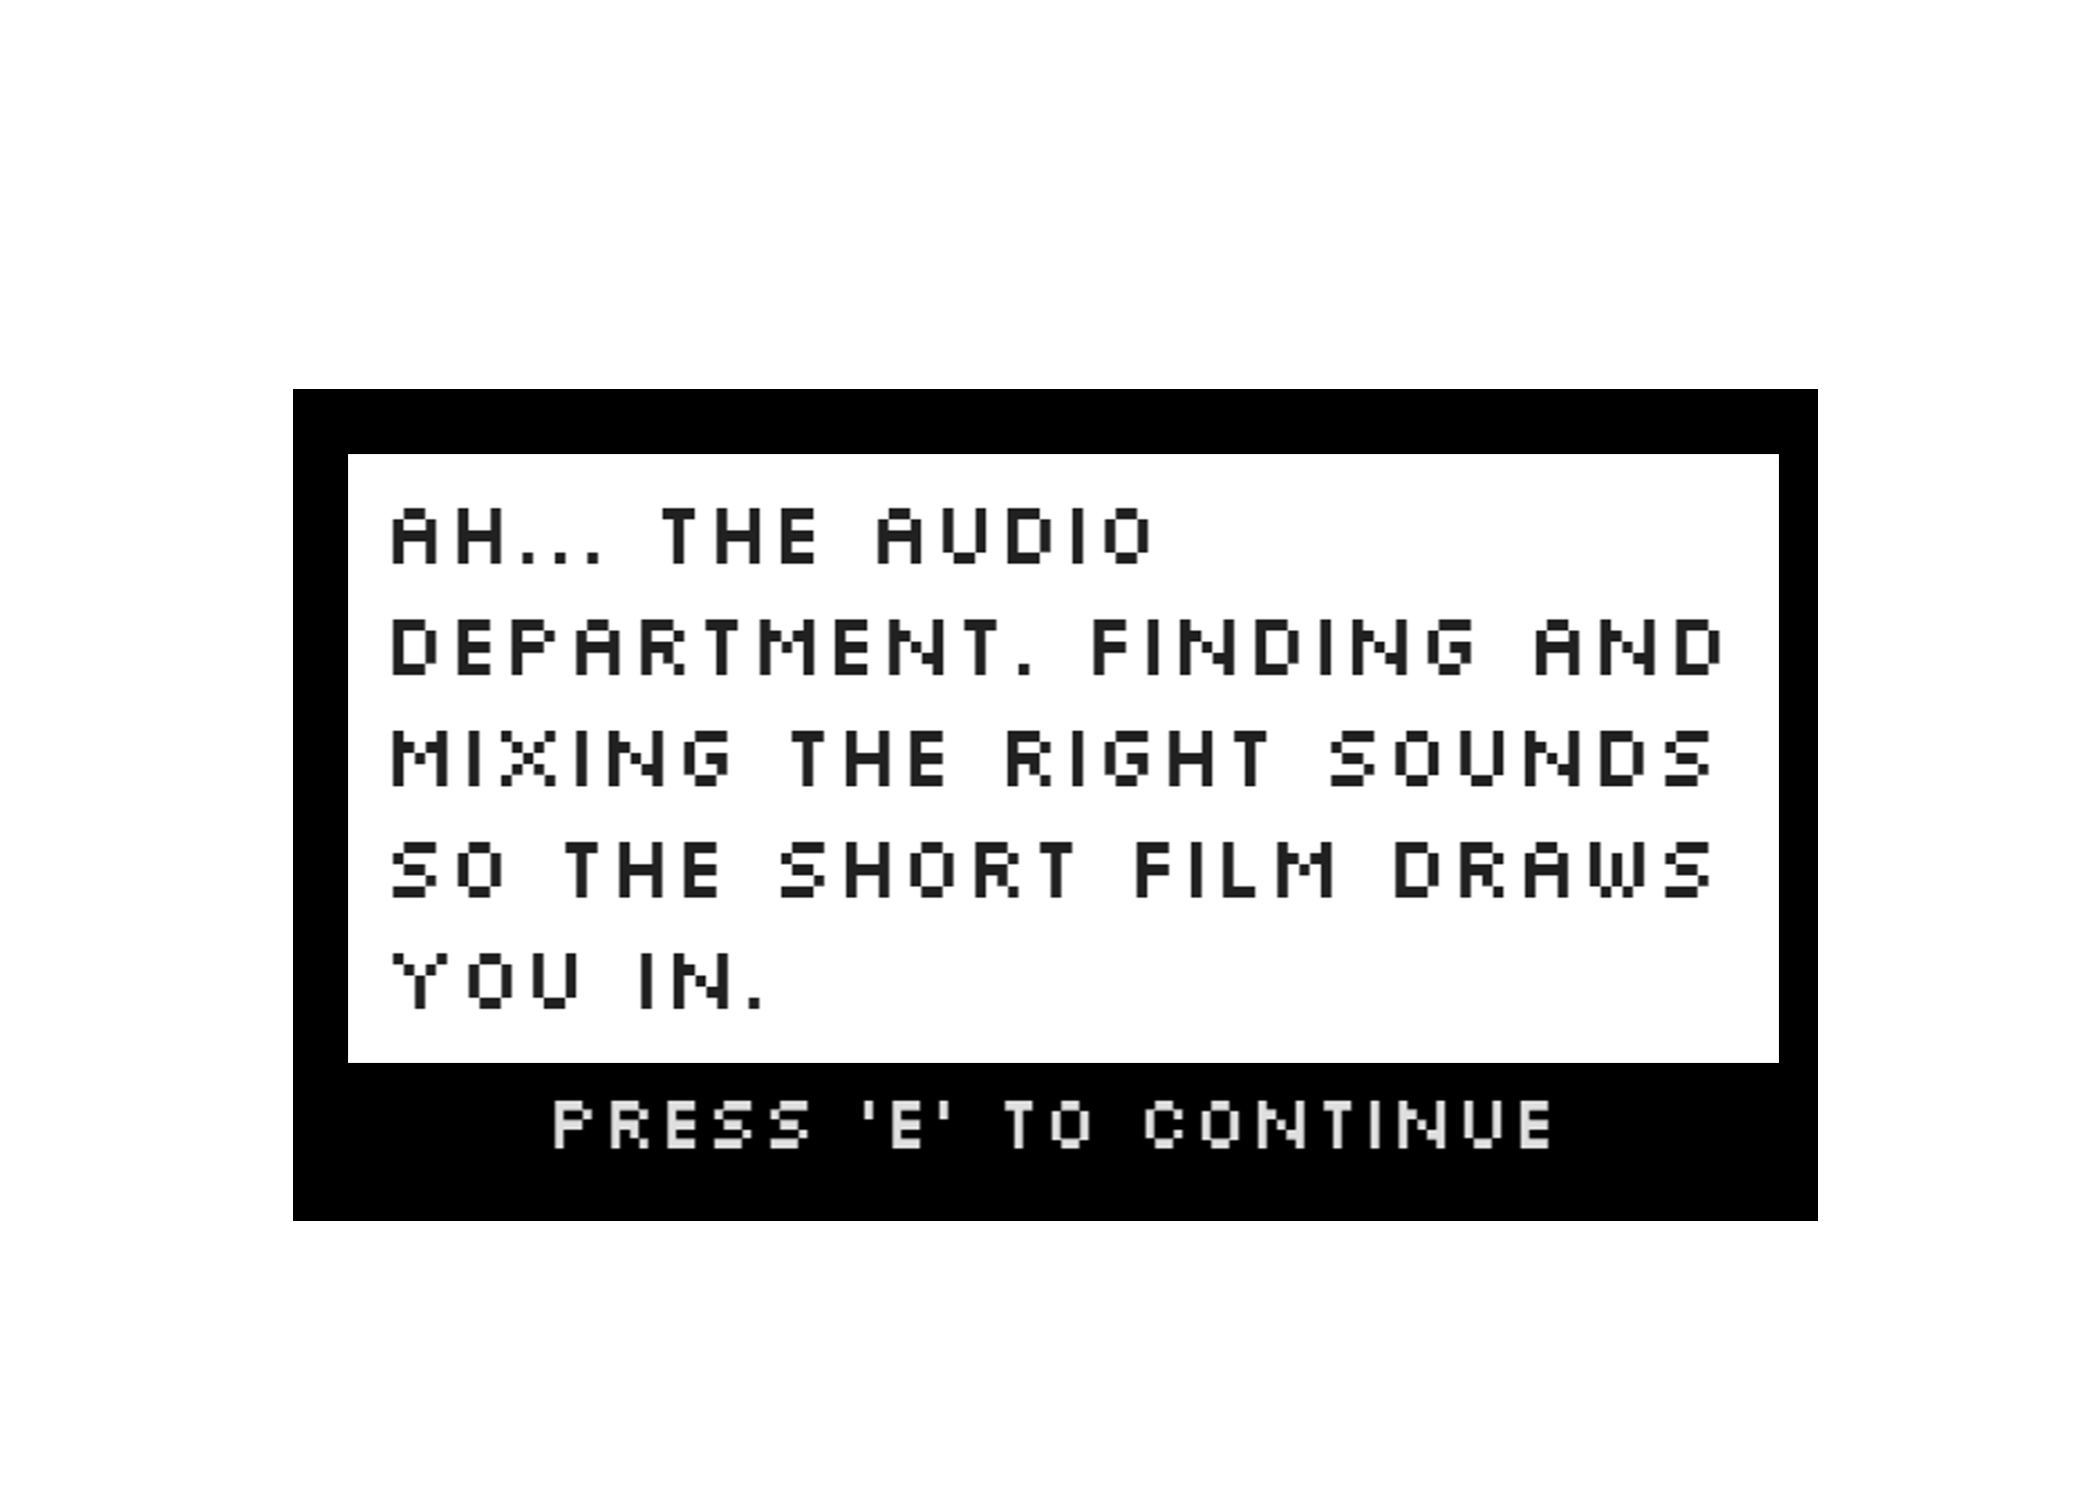 AH... THE AUDIO
DEPARTMENT. FINDING AND
MIXING THE RIGHT SOUNDS
SO THE SHORT FILM DRAWS
YOU IN.
PRESS 'E' TO CONTINUE